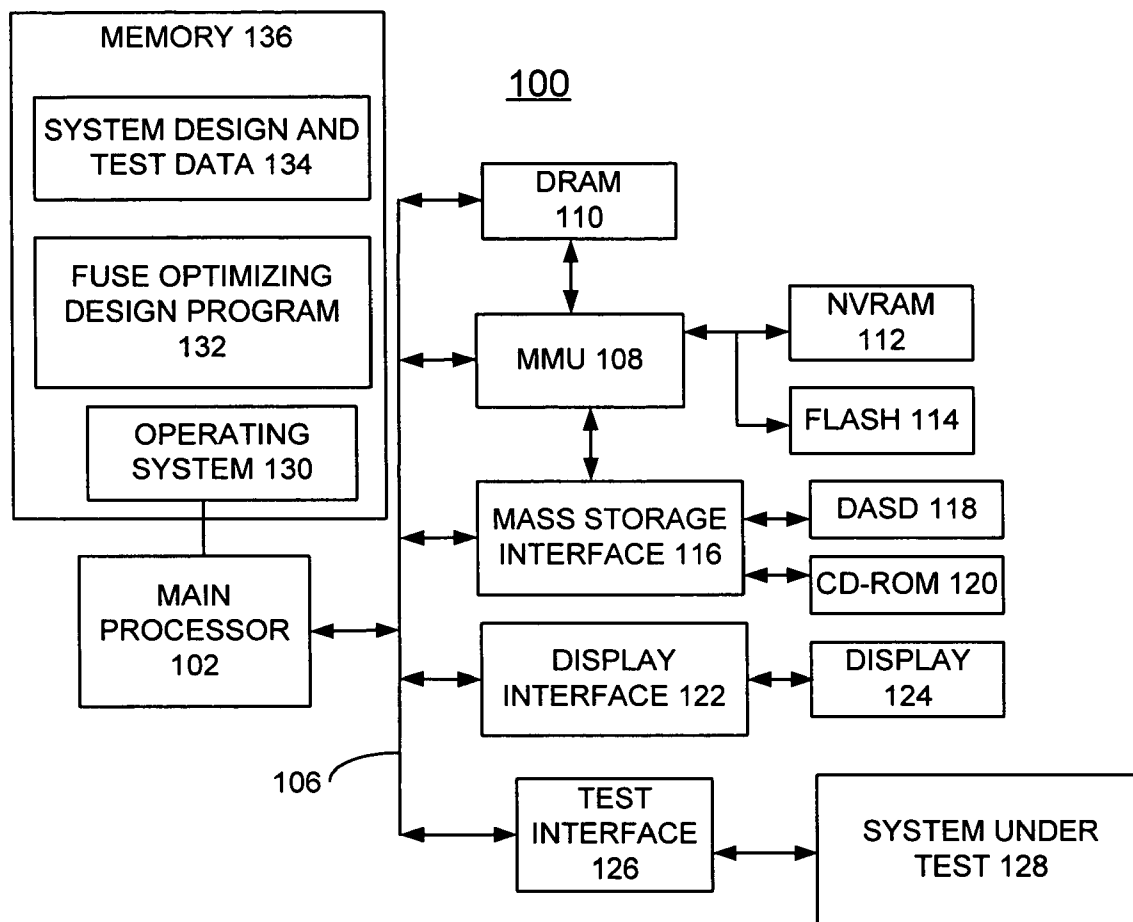 MEMORY 136
SYSTEM DESIGN AND
TEST DATA 134
FUSE OPTIMIZING
DESIGN PROGRAM
132
OPERATING
SYSTEM 130
MAIN
PROCESSOR
102
100
DRAM
110
MMU 108
NVRAM
112
FLASH 114
MASS STORAGE
INTERFACE 116
DASD 118
CD-ROM 120
DISPLAY
INTERFACE 122
DISPLAY
124
106
TEST
INTERFACE
126
SYSTEM UNDER
TEST 128